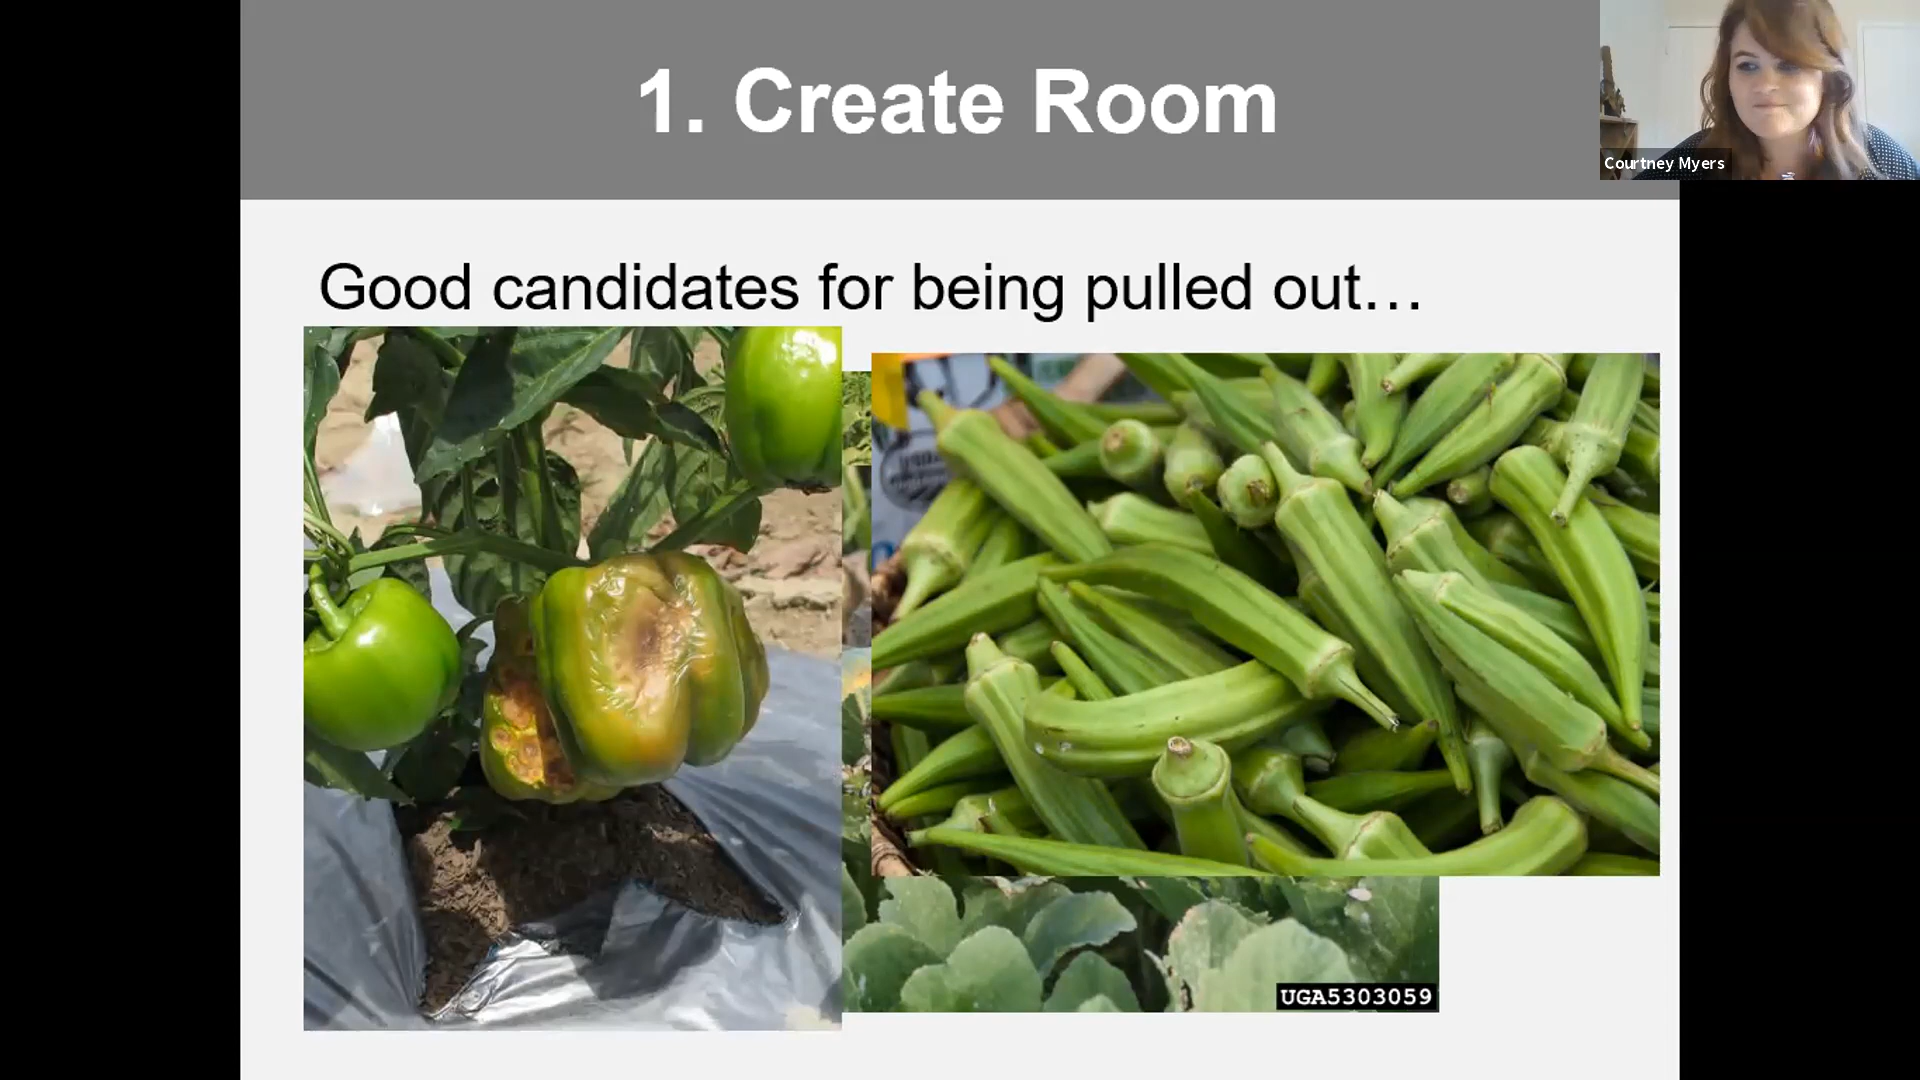 1. Create Room
Courtney Myers
Good candidates for being pulled out…
UGA5303059